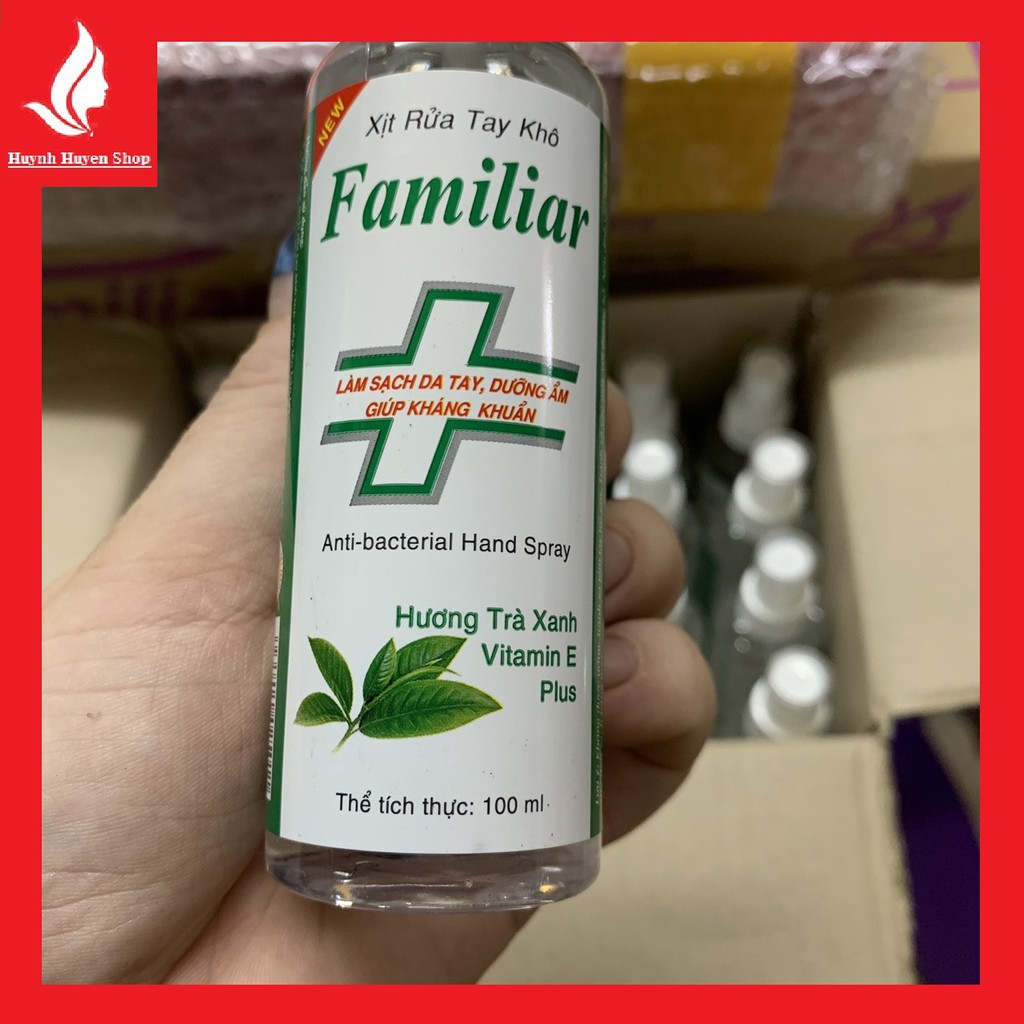 Huynh Huyen Shop
NEW
Xịt Rửa Tay Khô
Familiar
LÀM SẠCH DA TAY, DƯỠNG ẨM
GIÚP KHÁNG KHUẨN
Anti-bacterial Hand Spray
Hương Trà Xanh
Vitamin E
Plus
Thể tích thực: 100 ml